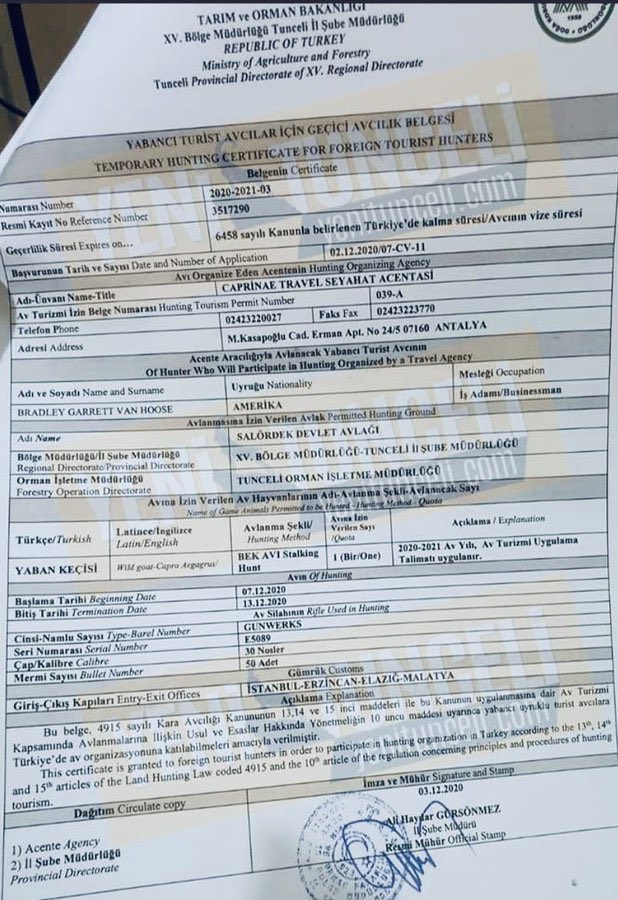 TARIM ve ORMAN BAKANLIĞI
XV. Bölge Müdürlüğü Tunceli İl Şube Müdürlüğü
REPUBLIC OF TURKEY
Ministry of Agriculture and Forestry
Tunceli Provincial Directorate of XV. Regional Directorate
YABANCI TURİST AVCILAR İÇİN GEÇİCİ AVCILIK BELGESİ
TEMPORARY HUNTING CERTIFICATE FOR FOREIGN TOURIST HUNTERS
Belgenin Certificate
Numarası Number 2020-2021-03
Resmi Kayıt No Reference Number 3517290
Geçerlilik Süresi Expires on... 6458 sayılı Kanunla belirlenen Türkiye'de kalma süresi/Avcının vize süresi
Başvurunun Tarih ve Sayısı Date and Number of Application 02.12.2020/07-CV-11
Avı Organize Eden Acentenin Hunting Organizing Agency
Adı-Ünvanı Name-Title CAPRINAE TRAVEL SEYAHAT ACENTASİ
Av Turizmi İzin Belge Numarası Hunting Tourism Permit Number 039-A
Telefon Phone 02423220027 Faks Fax 02423223770
Adresi Address M.Kasapoğlu Cad. Erman Apt. No 24/5 07160 ANTALYA
Acente Aracılığıyla Avlanacak Yabancı Turist Avcının
Of Hunter Who Will Participate in Hunting Organized by a Travel Agency
Adı ve Soyadı Name and Surname Uyruğu Nationality Mesleği Occupation
BRADLEY GARRETT VAN HOOSE AMERİKA İş Adamı/Businessman
Avlanmasına İzin Verilen Avlak Permitted Hunting Ground
Adı Name SALÖRDEK DEVLET AVLAĞI
Bölge Müdürlüğü/İl Şube Müdürlüğü
Regional Directorate/Provincial Directorate XV. BÖLGE MÜDÜRLÜĞÜ-TUNCELİ İL ŞUBE MÜDÜRLÜĞÜ
Orman İşletme Müdürlüğü
Forestry Operation Directorate TUNCELİ ORMAN İŞLETME MÜDÜRLÜĞÜ
Avına İzin Verilen Av Hayvanlarının Adı-Avlanma Şekli-Avlanacak Sayı
Name of Game Animals Permitted to be Hunted - Hunting Method - Quota
Türkçe/Turkish Latince/İngilizce Latin/English Avlanma Şekli/ Hunting Method Avına İzin Verilen Sayı /Quota Açıklama / Explanation
YABAN KEÇİSİ Wild goat-Capra Aegagrus/ BEK AVI Stalking Hunt 1 (Bir/One) 2020-2021 Av Yılı, Av Turizmi Uygulama Talimatı uygulanır.
Avın Of Hunting
Başlama Tarihi Beginning Date 07.12.2020
Bitiş Tarihi Termination Date 13.12.2020
Av Silahının Rifle Used in Hunting
Cinsi-Namlu Sayısı Type-Barel Number GUNWERKS
Seri Numarası Serial Number E5089
Çap/Kalibre Calibre 30 Nosler
Mermi Sayısı Bullet Number 50 Adet
Gümrük Customs
Giriş-Çıkış Kapıları Entry-Exit Offices İSTANBUL-ERZİNCAN-ELAZIĞ-MALATYA
Açıklama Explanation
Bu belge, 4915 sayılı Kara Avcılığı Kanununun 13,14 ve 15 inci maddeleri ile bu Kanunun uygulanmasına dair Av Turizmi
Kapsamında Avlanmalarına İlişkin Usul ve Esaslar Hakkında Yönetmeliğin 10 uncu maddesi uyarınca yabancı uyruklu turist avcılara
Türkiye'de av organizasyonuna katılabilmeleri amacıyla verilmiştir.
This certificate is granted to foreign tourist hunters in order to participate in hunting organization in Turkey according to the 13th, 14th
and 15th articles of the Land Hunting Law coded 4915 and the 10th article of the regulation concerning principles and procedures of hunting
tourism.
Dağıtım Circulate copy İmza ve Mühür Signature and Stamp
03.12.2020
1) Acente Agency Ali Haydar GÜRSÖNMEZ
2) İl Şube Müdürlüğü İl Şube Müdürü
Provincial Directorate Resmi Mühür Official Stamp
YENİ TUNCELİ
yenitunceli.com